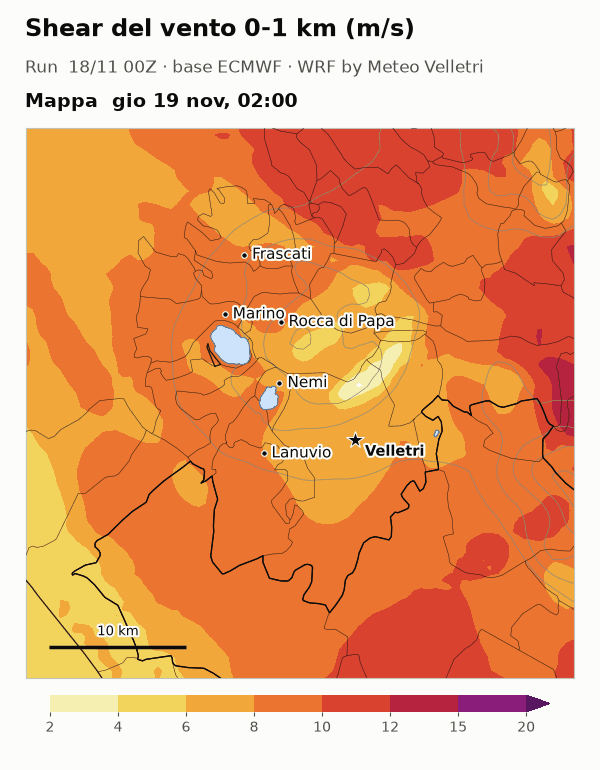 Shear del vento 0-1 km (m/s)
Run  18/11 00Z · base ECMWF · WRF by Meteo Velletri
Mappa  gio 19 nov, 02:00
Frascati
Marino
Rocca di Papa
Nemi
Velletri
Lanuvio
10 km
2 4 6 8 10 12 15 20